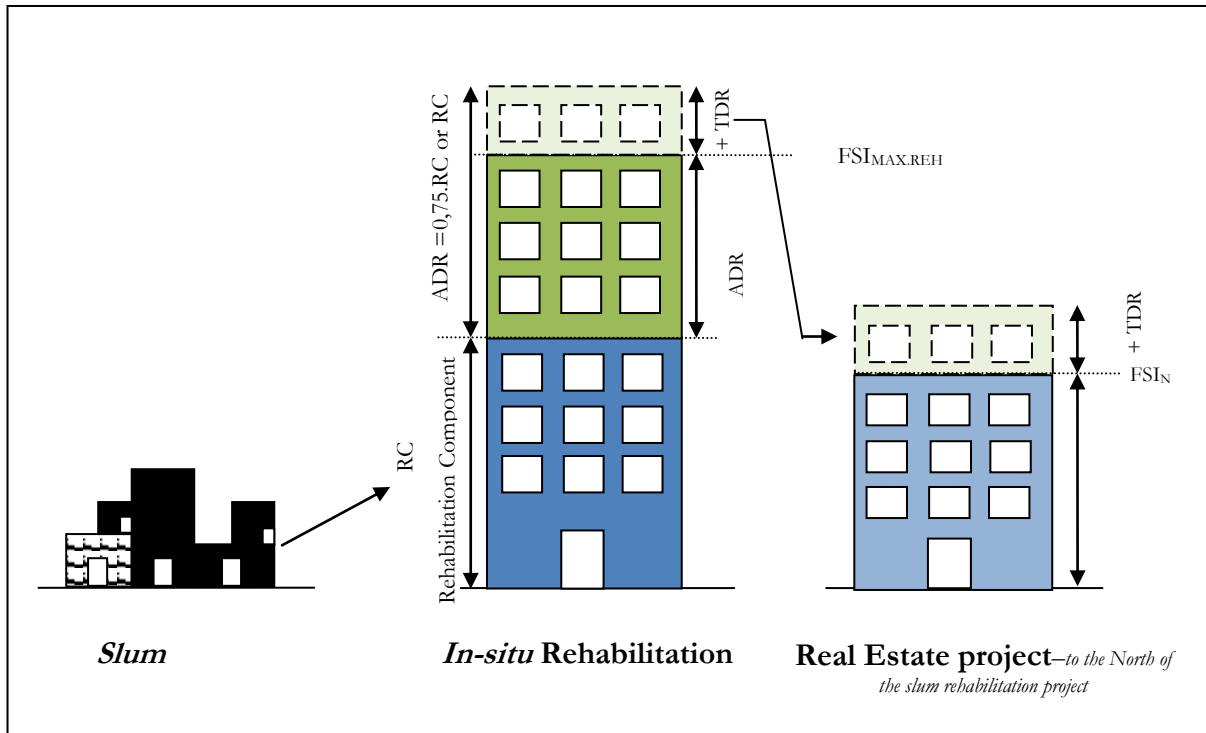 ADR =0,75.RC or RC
+ TDR
FSIMAX.REH
ADR
+ TDR
FSIN
RC
Rehabilitation Component
Slum
In-situ Rehabilitation
Real Estate project–to the North of
the slum rehabilitation project